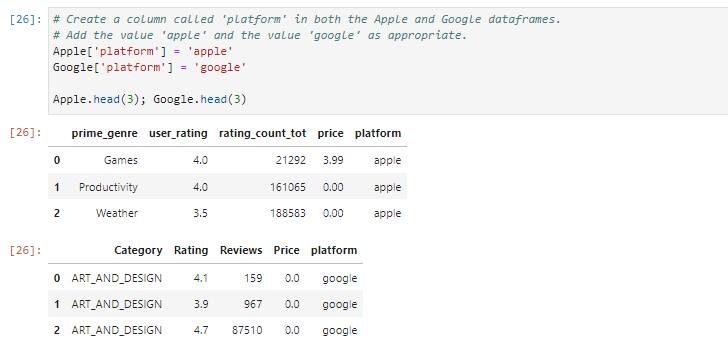 [26]: # Create a column called 'platform' in both the Apple and Google dataframes.
# Add the value 'apple' and the value 'google' as appropriate.
Apple['platform'] = 'apple'
Google['platform'] = 'google'
Apple.head(3); Google.head(3)
[26]: prime_genre user_rating rating_count_tot price platform
0 Games 4.0 21292 3.99 apple
1 Productivity 4.0 161065 0.00 apple
2 Weather 3.5 188583 0.00 apple
[26]: Category Rating Reviews Price platform
0 ART_AND_DESIGN 4.1 159 0.0 google
1 ART_AND_DESIGN 3.9 967 0.0 google
2 ART_AND_DESIGN 4.7 87510 0.0 google